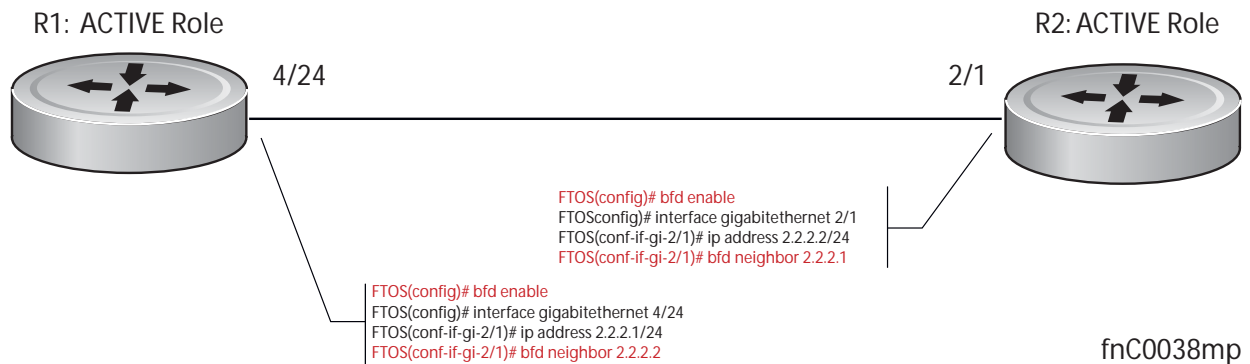 R1: ACTIVE Role
R2: ACTIVE Role
4/24
2/1
FTOS(config)# bfd enable
FTOSconfig)# interface gigabitethernet 2/1
FTOS(conf-if-gi-2/1)# ip address 2.2.2.2/24
FTOS(conf-if-gi-2/1)# bfd neighbor 2.2.2.1
FTOS(config)# bfd enable
FTOS(config)# interface gigabitethernet 4/24
FTOS(conf-if-gi-2/1)# ip address 2.2.2.1/24
FTOS(conf-if-gi-2/1)# bfd neighbor 2.2.2.2
fnC0038mp